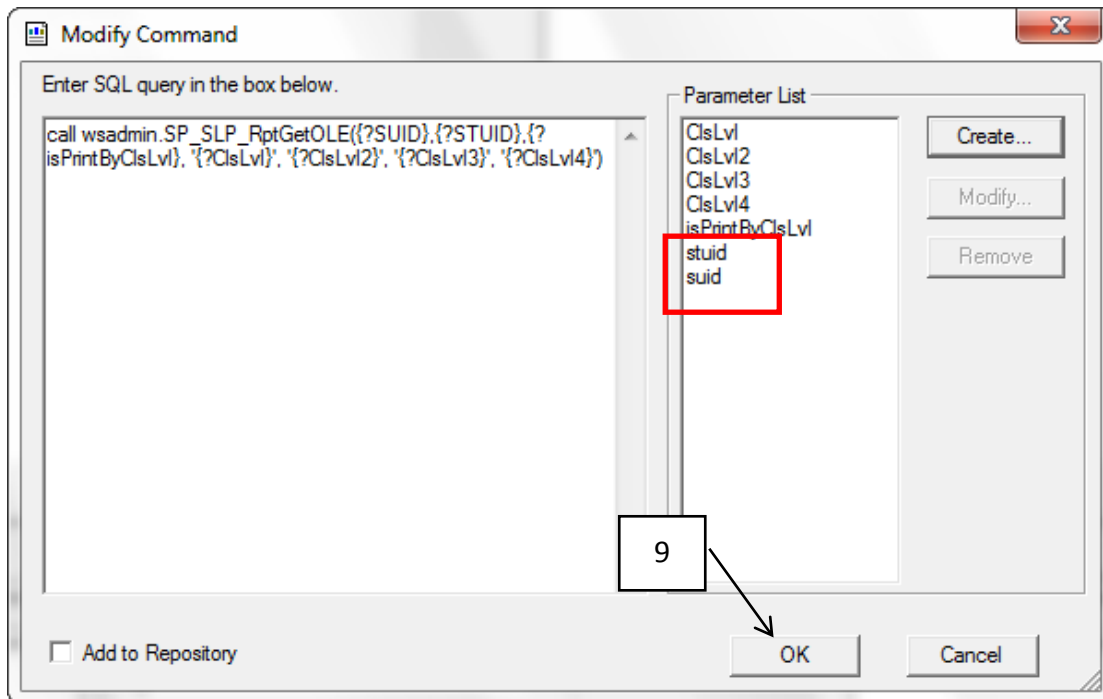 Modify Command
Enter SQL query in the box below.
call wsadmin.SP_SLP_RptGetOLE({?SUID},{?STUID},{?
isPrintByClsLvl}, '{?ClsLvl}', '{?ClsLvl2}', '{?ClsLvl3}', '{?ClsLvl4}')
Parameter List
ClsLvl
ClsLvl2
ClsLvl3
ClsLvl4
isPrintByClsLvl
stuid
suid
Create...
Modify...
Remove
9
Add to Repository
OK
Cancel